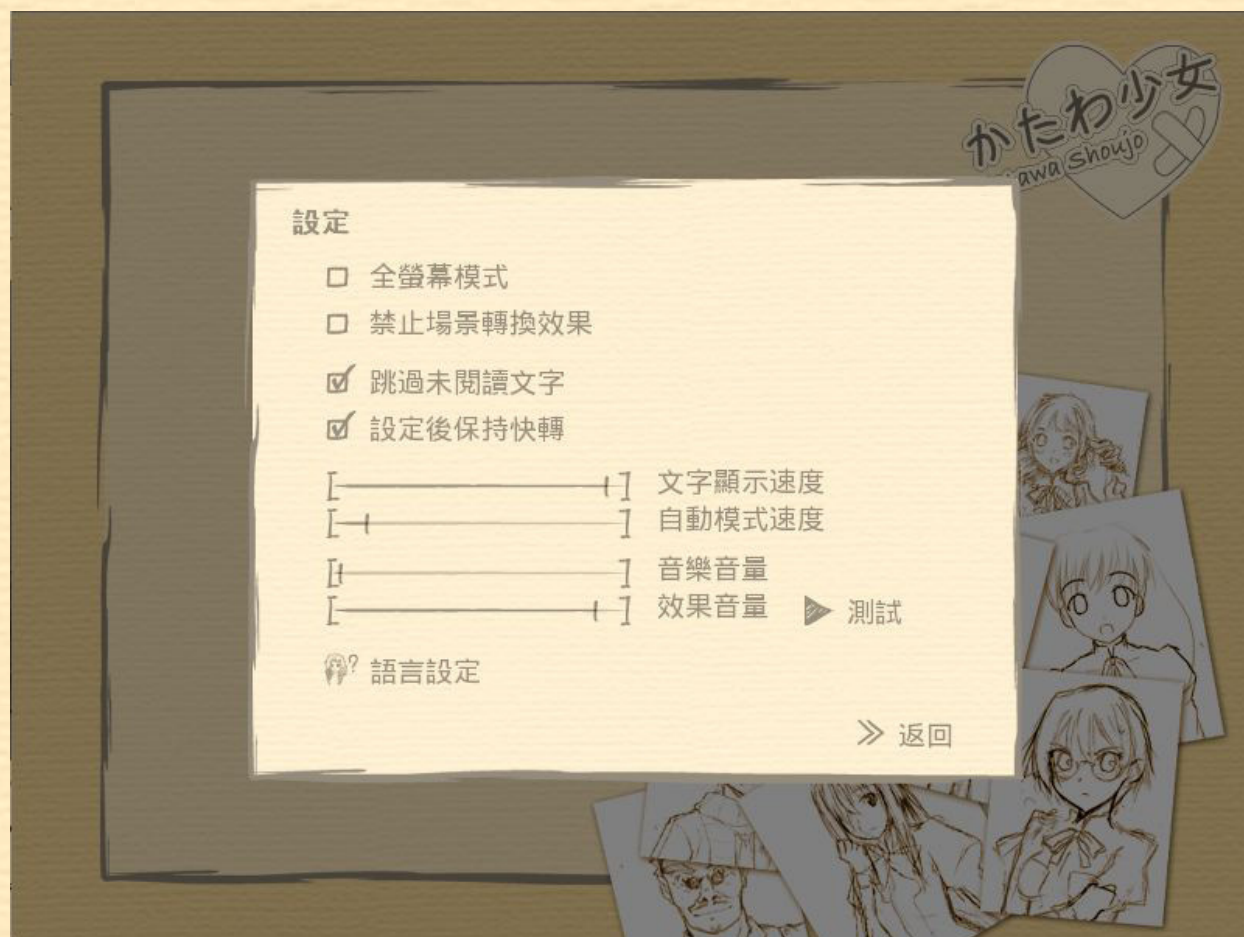 かたわ少女
awa Shoujo
設定
全螢幕模式
禁止場景轉換效果
跳過未閱讀文字
設定後保持快轉
文字顯示速度
自動模式速度
音樂音量
效果音量 測試
? 語言設定
返回